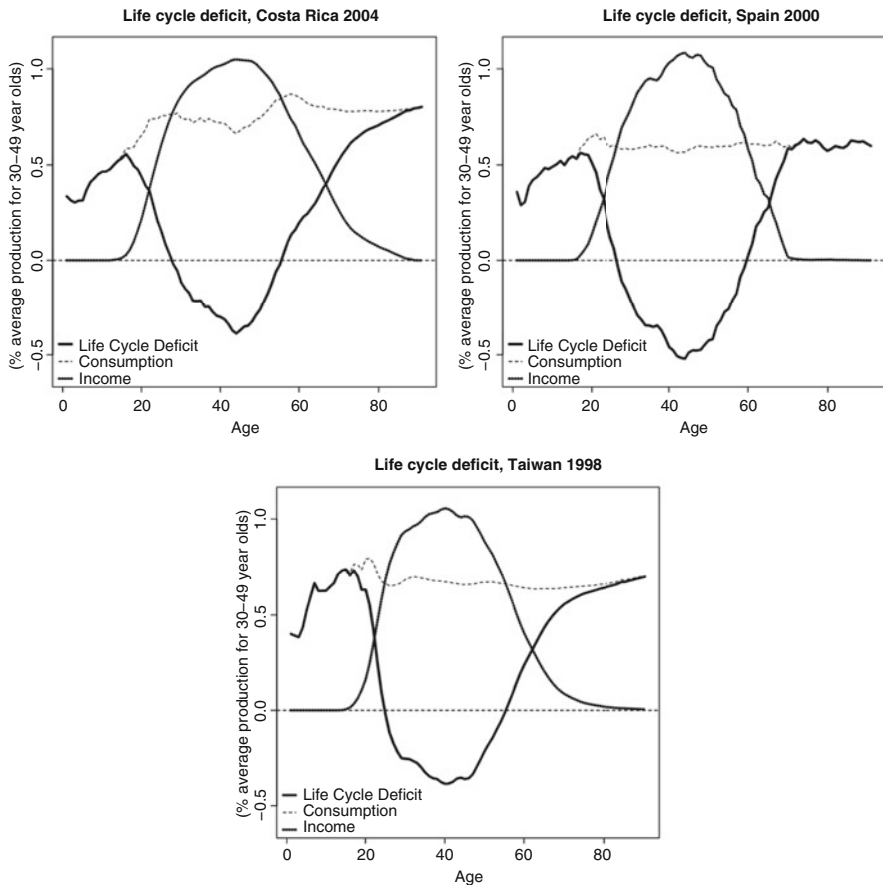 Life cycle deficit, Costa Rica 2004
(% average production for 30–49 year olds)
1.0
0.5
0.0
−0.5
Life Cycle Deficit
Consumption
Income
0 20 40 60 80
Age
Life cycle deficit, Spain 2000
(% average production for 30–49 year olds)
1.0
0.5
0.0
−0.5
Life Cycle Deficit
Consumption
Income
0 20 40 60 80
Age
Life cycle deficit, Taiwan 1998
(% average production for 30–49 year olds)
1.0
0.5
0.0
−0.5
Life Cycle Deficit
Consumption
Income
0 20 40 60 80
Age